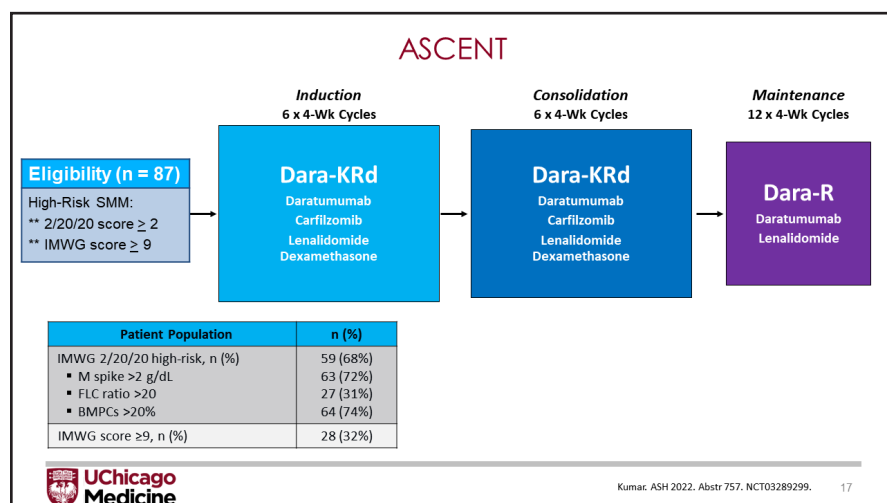 ASCENT
Induction
6 x 4-Wk Cycles
Consolidation
6 x 4-Wk Cycles
Maintenance
12 x 4-Wk Cycles
Eligibility (n = 87)
High-Risk SMM:
** 2/20/20 score ≥ 2
** IMWG score ≥ 9
Dara-KRd
Daratumumab
Carfilzomib
Lenalidomide
Dexamethasone
Dara-KRd
Daratumumab
Carfilzomib
Lenalidomide
Dexamethasone
Dara-R
Daratumumab
Lenalidomide
Patient Population n (%)
IMWG 2/20/20 high-risk, n (%) 59 (68%)
▪ M spike >2 g/dL 63 (72%)
▪ FLC ratio >20 27 (31%)
▪ BMPCs >20% 64 (74%)
IMWG score ≥9, n (%) 28 (32%)
UChicago
Medicine
Kumar. ASH 2022. Abstr 757. NCT03289299.
17